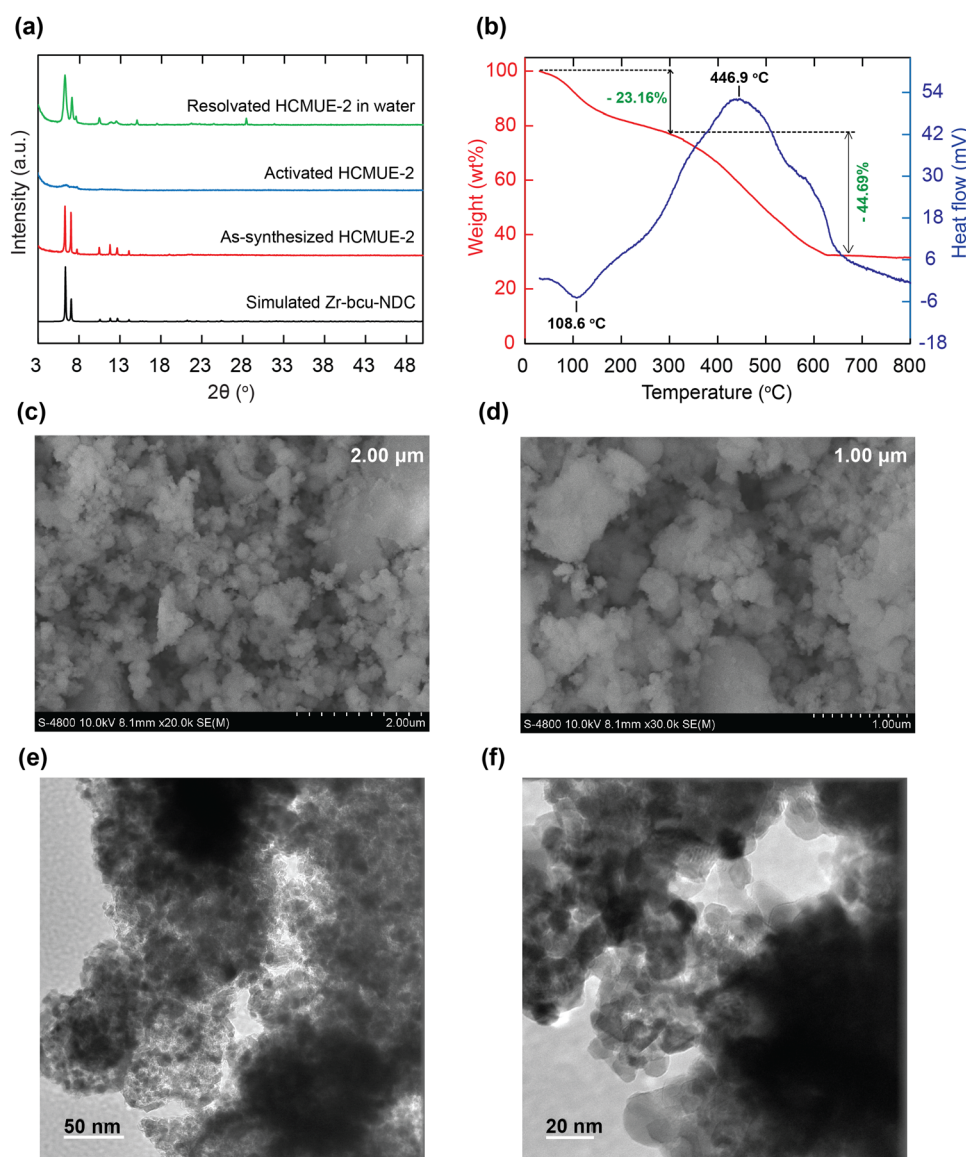 (a)
Intensity (a.u.)
Resolvated HCMUE-2 in water
Activated HCMUE-2
As-synthesized HCMUE-2
Simulated Zr-bcu-NDC
3 8 13 18 23 28 33 38 43 48
2θ (o)
(b)
Weight (wt%)
100
80
60
40
20
0
- 23.16%
446.9 ºC
- 44.69%
108.6 ºC
54
42
30
18
6
-6
-18
Heat flow (mV)
0 100 200 300 400 500 600 700 800
Temperature (ºC)
(c)
2.00 µm
S-4800 10.0kV 8.1mm x20.0k SE(M)
2.00um
(d)
1.00 µm
S-4800 10.0kV 8.1mm x30.0k SE(M)
1.00um
(e)
50 nm
(f)
20 nm